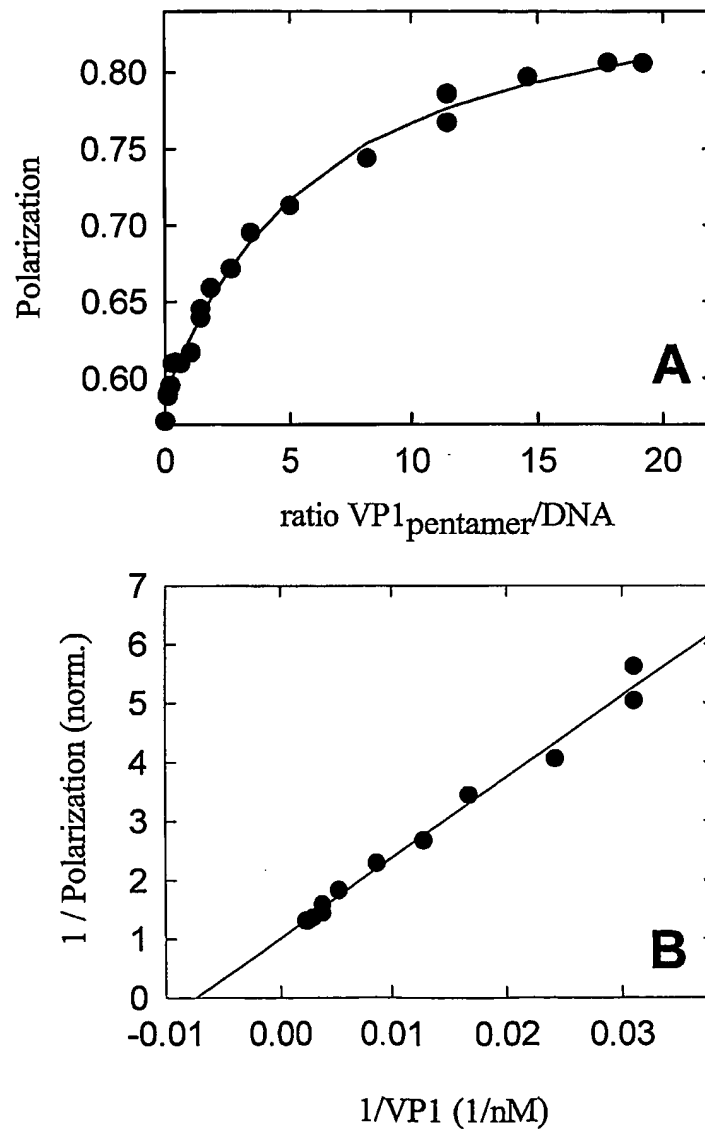 0.80
0.75
0.70
0.65
0.60
Polarization
A
0 5 10 15 20
ratio VP1pentamer/DNA
7
6
5
4
3
2
1
0
1 / Polarization (norm.)
B
-0.01 0.00 0.01 0.02 0.03
1/VP1 (1/nM)